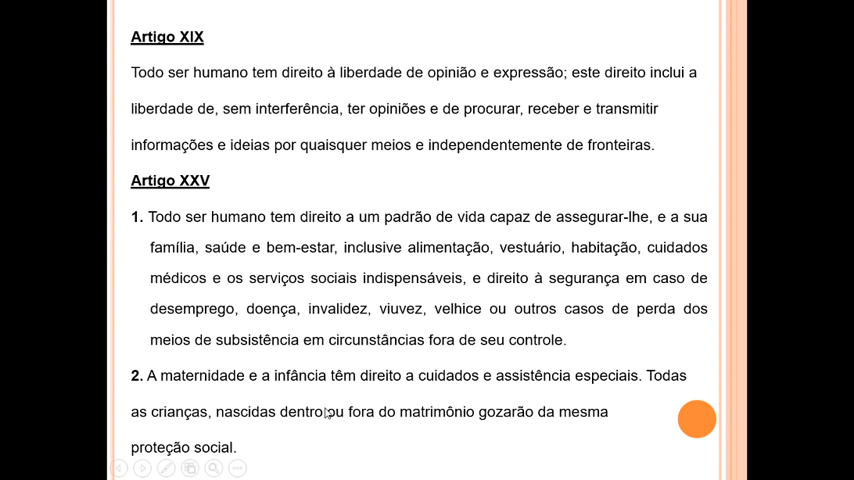 Artigo XIX
Todo ser humano tem direito à liberdade de opinião e expressão; este direito inclui a
liberdade de, sem interferência, ter opiniões e de procurar, receber e transmitir
informações e ideias por quaisquer meios e independentemente de fronteiras.
Artigo XXV
1. Todo ser humano tem direito a um padrão de vida capaz de assegurar-lhe, e a sua
família, saúde e bem-estar, inclusive alimentação, vestuário, habitação, cuidados
médicos e os serviços sociais indispensáveis, e direito à segurança em caso de
desemprego, doença, invalidez, viuvez, velhice ou outros casos de perda dos
meios de subsistência em circunstâncias fora de seu controle.
2. A maternidade e a infância têm direito a cuidados e assistência especiais. Todas
as crianças, nascidas dentro ou fora do matrimônio gozarão da mesma
proteção social.